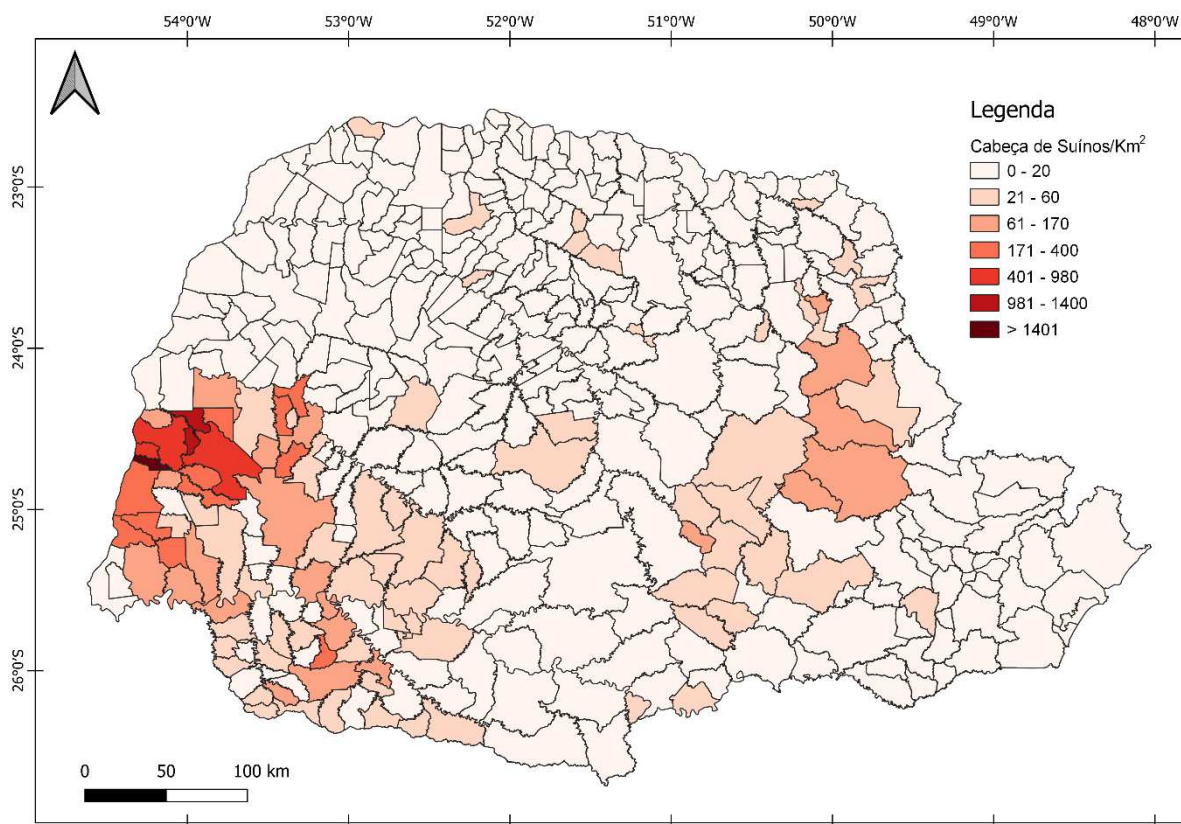 54°0'W 53°0'W 52°0'W 51°0'W 50°0'W 49°0'W 48°0'W
23°0'S
24°0'S
25°0'S
26°0'S
Legenda
Cabeça de Suínos/Km²
0 - 20
21 - 60
61 - 170
171 - 400
401 - 980
981 - 1400
> 1401
0 50 100 km